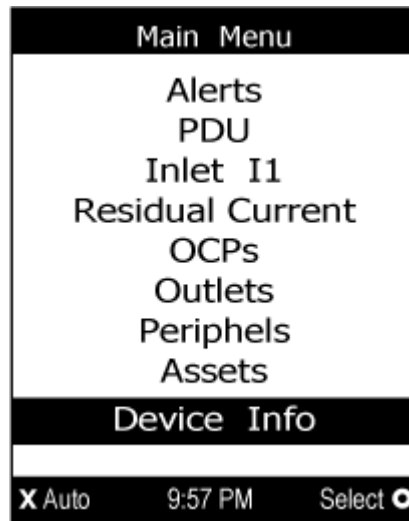 Main Menu
Alerts
PDU
Inlet I1
Residual Current
OCPs
Outlets
Periphels
Assets
Device Info
X Auto 9:57 PM Select O